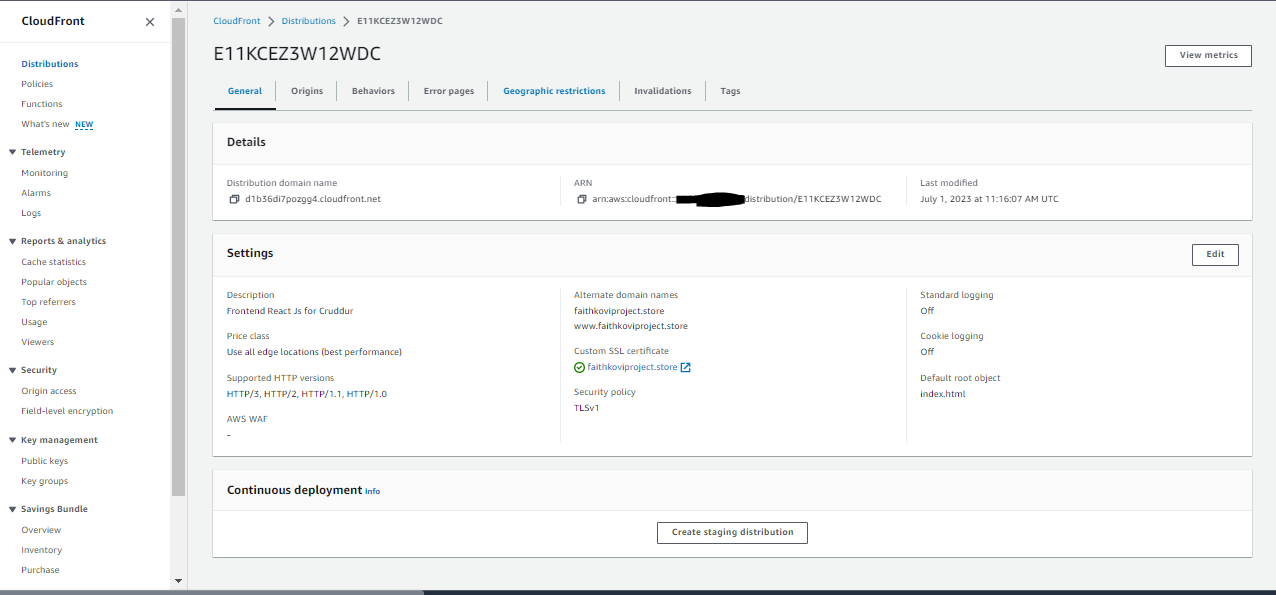 CloudFront
Distributions
Policies
Functions
What's new NEW
Telemetry
Monitoring
Alarms
Logs
Reports & analytics
Cache statistics
Popular objects
Top referrers
Usage
Viewers
Security
Origin access
Field-level encryption
Key management
Public keys
Key groups
Savings Bundle
Overview
Inventory
Purchase
CloudFront > Distributions > E11KCEZ3W12WDC
E11KCEZ3W12WDC
View metrics
General Origins Behaviors Error pages Geographic restrictions Invalidations Tags
Details
Distribution domain name
d1b36di7pozgg4.cloudfront.net
ARN
arn:aws:cloudfront:: distribution/E11KCEZ3W12WDC
Last modified
July 1, 2023 at 11:16:07 AM UTC
Settings
Edit
Description
Frontend React Js for Cruddur
Price class
Use all edge locations (best performance)
Supported HTTP versions
HTTP/3, HTTP/2, HTTP/1.1, HTTP/1.0
AWS WAF
-
Alternate domain names
faithkoviproject.store
www.faithkoviproject.store
Custom SSL certificate
faithkoviproject.store
Security policy
TLSv1
Standard logging
Off
Cookie logging
Off
Default root object
index.html
Continuous deployment Info
Create staging distribution